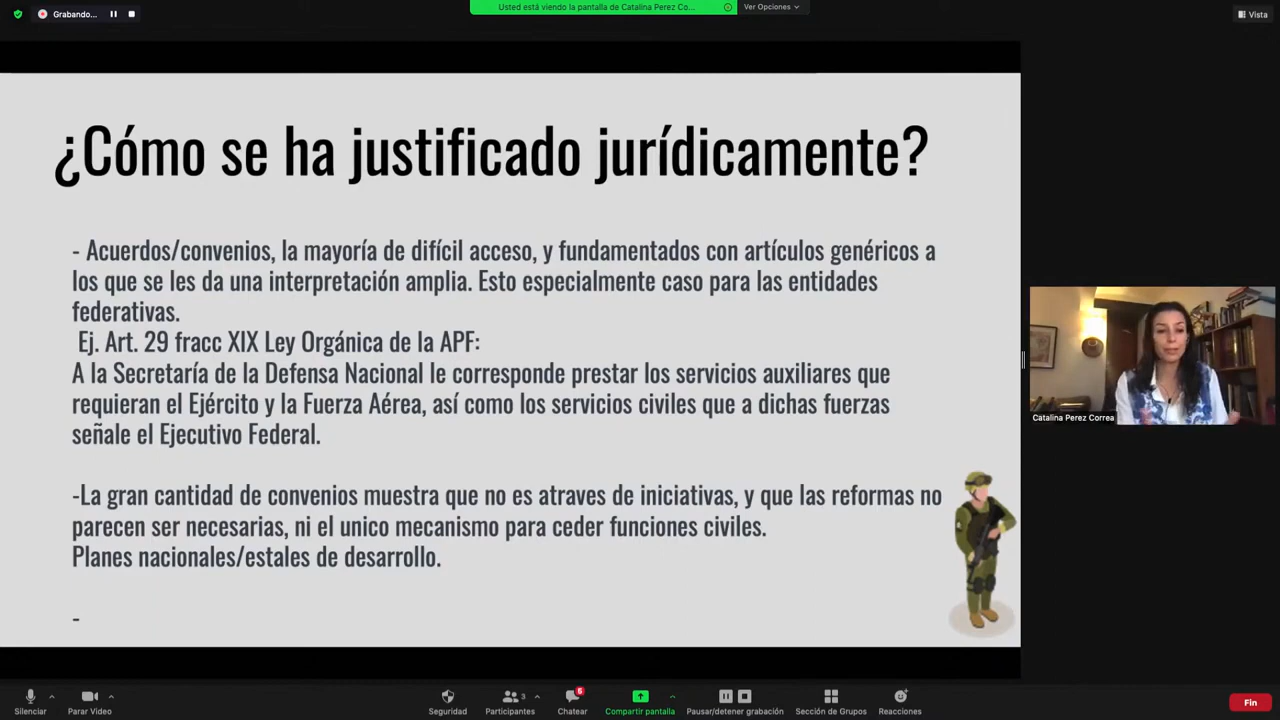 Grabando...
Usted está viendo la pantalla de Catalina Perez Co...
Ver Opciones
Vista
¿Cómo se ha justificado jurídicamente?
- Acuerdos/convenios, la mayoría de difícil acceso, y fundamentados con artículos genéricos a
los que se les da una interpretación amplia. Esto especialmente caso para las entidades
federativas.
Ej. Art. 29 fracc XIX Ley Orgánica de la APF:
A la Secretaría de la Defensa Nacional le corresponde prestar los servicios auxiliares que
requieran el Ejército y la Fuerza Aérea, así como los servicios civiles que a dichas fuerzas
señale el Ejecutivo Federal.
-La gran cantidad de convenios muestra que no es atraves de iniciativas, y que las reformas no
parecen ser necesarias, ni el unico mecanismo para ceder funciones civiles.
Planes nacionales/estales de desarrollo.
-
Catalina Perez Correa
Silenciar
Parar Video
Seguridad
3
Participantes
6
Chatear
Compartir pantalla
Pausar/detener grabación
Sección de Grupos
Reacciones
Fin